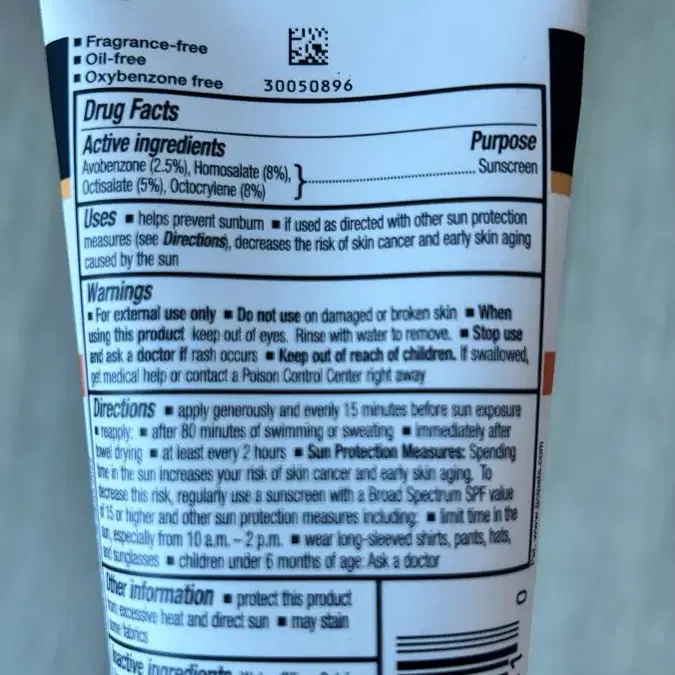 ▪ Fragrance-free
▪ Oil-free
▪ Oxybenzone free
30050896
Drug Facts
Active ingredients Purpose
Avobenzone (2.5%), Homosalate (8%),
Octisalate (5%), Octocrylene (8%) } ........ Sunscreen
Uses ▪ helps prevent sunburn ▪ if used as directed with other sun protection
measures (see Directions), decreases the risk of skin cancer and early skin aging
caused by the sun
Warnings
▪ For external use only ▪ Do not use on damaged or broken skin ▪ When
using this product keep out of eyes. Rinse with water to remove. ▪ Stop use
and ask a doctor if rash occurs ▪ Keep out of reach of children. If swallowed,
get medical help or contact a Poison Control Center right away
Directions ▪ apply generously and evenly 15 minutes before sun exposure
▪ reapply: ▪ after 80 minutes of swimming or sweating ▪ immediately after
towel drying ▪ at least every 2 hours ▪ Sun Protection Measures: Spending
time in the sun increases your risk of skin cancer and early skin aging. To
decrease this risk, regularly use a sunscreen with a Broad Spectrum SPF value
of 15 or higher and other sun protection measures including: ▪ limit time in the
sun, especially from 10 a.m. – 2 p.m. ▪ wear long-sleeved shirts, pants, hats,
and sunglasses ▪ children under 6 months of age: Ask a doctor
Other information ▪ protect this product
from excessive heat and direct sun ▪ may stain
some fabrics
Inactive ingredients
0